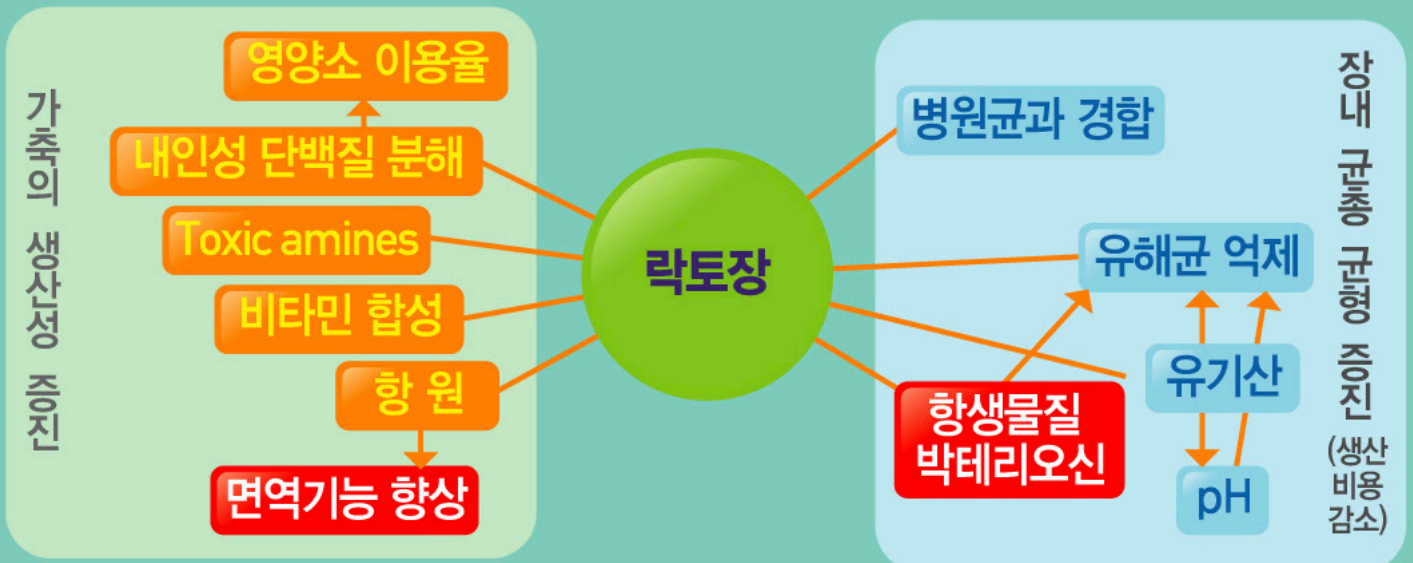 가축의 생산성 증진
영양소 이용율
내인성 단백질 분해
Toxic amines
비타민 합성
항 원
면역기능 향상
락토장
병원균과 경합
유해균 억제
유기산
항생물질
박테리오신
pH
장내 균총 균형 증진
(생산
비용
감소)